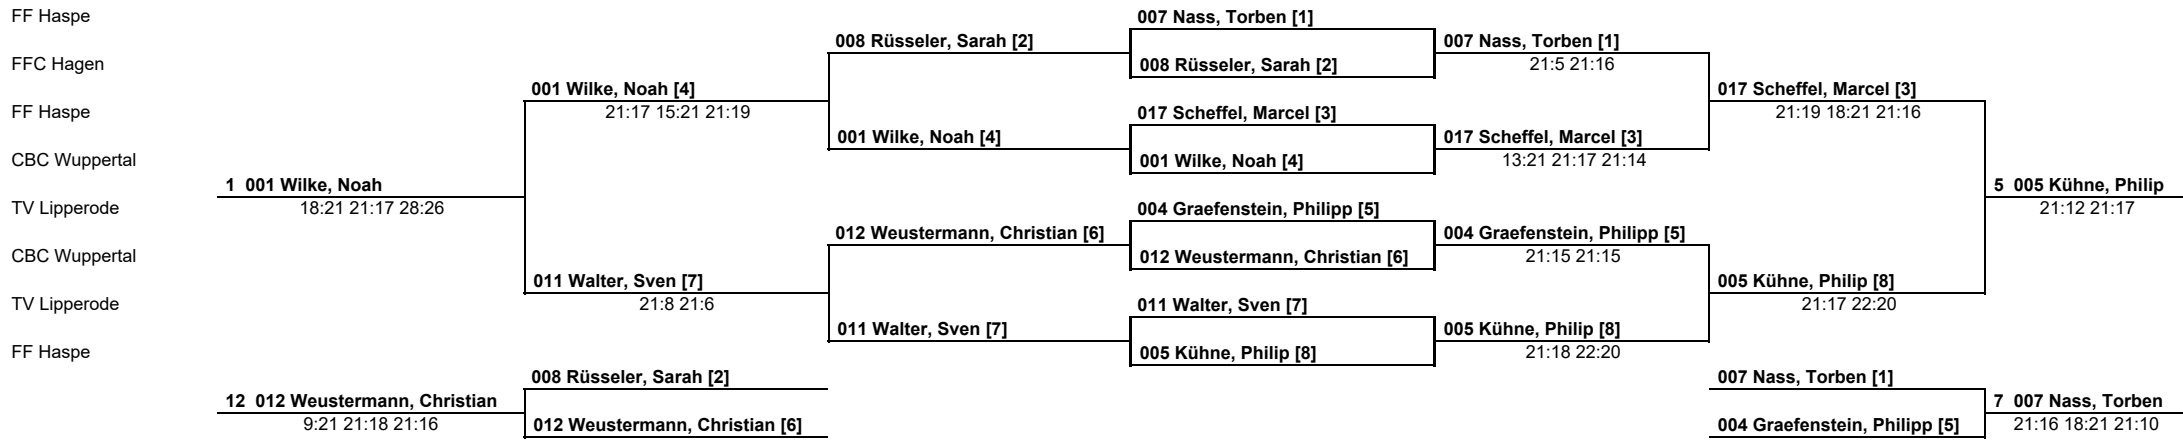 FF Haspe
007 Nass, Torben [1]
008 Rüsseler, Sarah [2]
007 Nass, Torben [1]
FFC Hagen
008 Rüsseler, Sarah [2]
21:5 21:16
001 Wilke, Noah [4]
017 Scheffel, Marcel [3]
FF Haspe
21:17 15:21 21:19
017 Scheffel, Marcel [3]
21:19 18:21 21:16
001 Wilke, Noah [4]
017 Scheffel, Marcel [3]
CBC Wuppertal
001 Wilke, Noah [4]
13:21 21:17 21:14
1 001 Wilke, Noah
5 005 Kühne, Philip
TV Lipperode
18:21 21:17 28:26
004 Graefenstein, Philipp [5]
21:12 21:17
012 Weustermann, Christian [6]
004 Graefenstein, Philipp [5]
CBC Wuppertal
012 Weustermann, Christian [6]
21:15 21:15
011 Walter, Sven [7]
005 Kühne, Philip [8]
TV Lipperode
21:8 21:6
011 Walter, Sven [7]
21:17 22:20
011 Walter, Sven [7]
005 Kühne, Philip [8]
FF Haspe
005 Kühne, Philip [8]
21:18 22:20
008 Rüsseler, Sarah [2]
007 Nass, Torben [1]
12 012 Weustermann, Christian
7 007 Nass, Torben
9:21 21:18 21:16
012 Weustermann, Christian [6]
004 Graefenstein, Philipp [5]
21:16 18:21 21:10